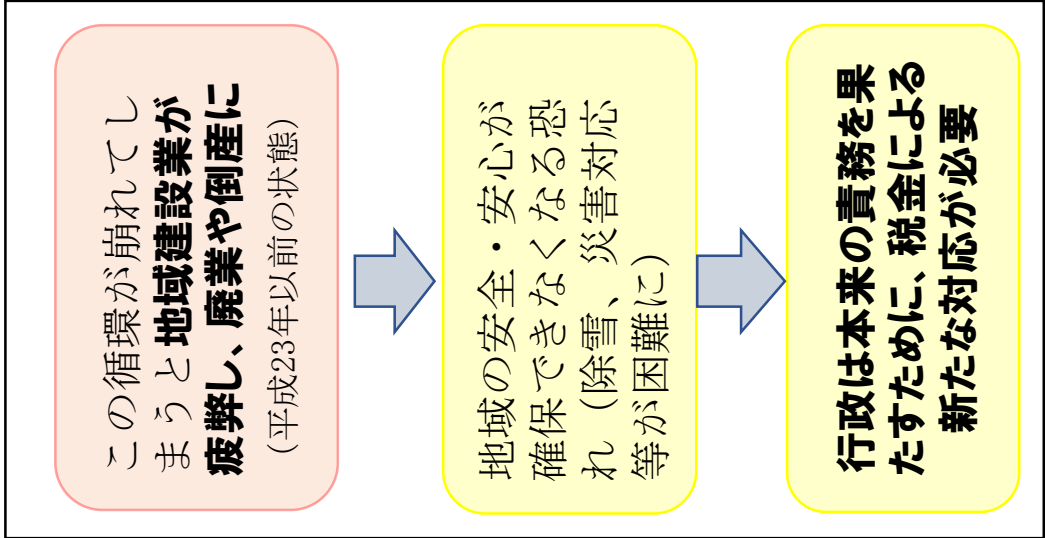 この循環が崩れてし
まうと地域建設業が
疲弊し、廃業や倒産に
（平成23年以前の状態）
地域の安全・安心が
確保できなくなる恐
れ（除雪、災害対応
等が困難に）
行政は本来の責務を果
たすために、税金による
新たな対応が必要